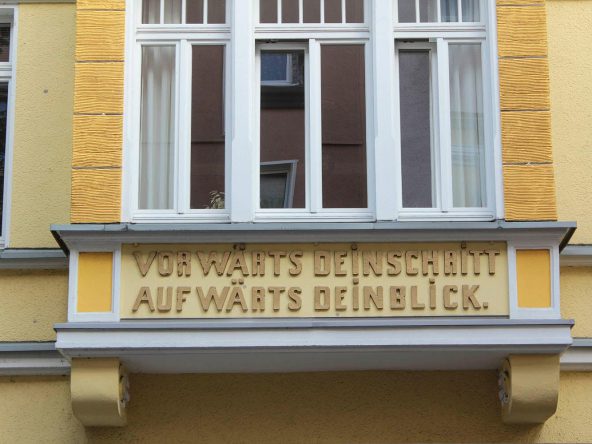 VORWÄRTS DEIN SCHRITT
AUFWÄRTS DEIN BLICK.